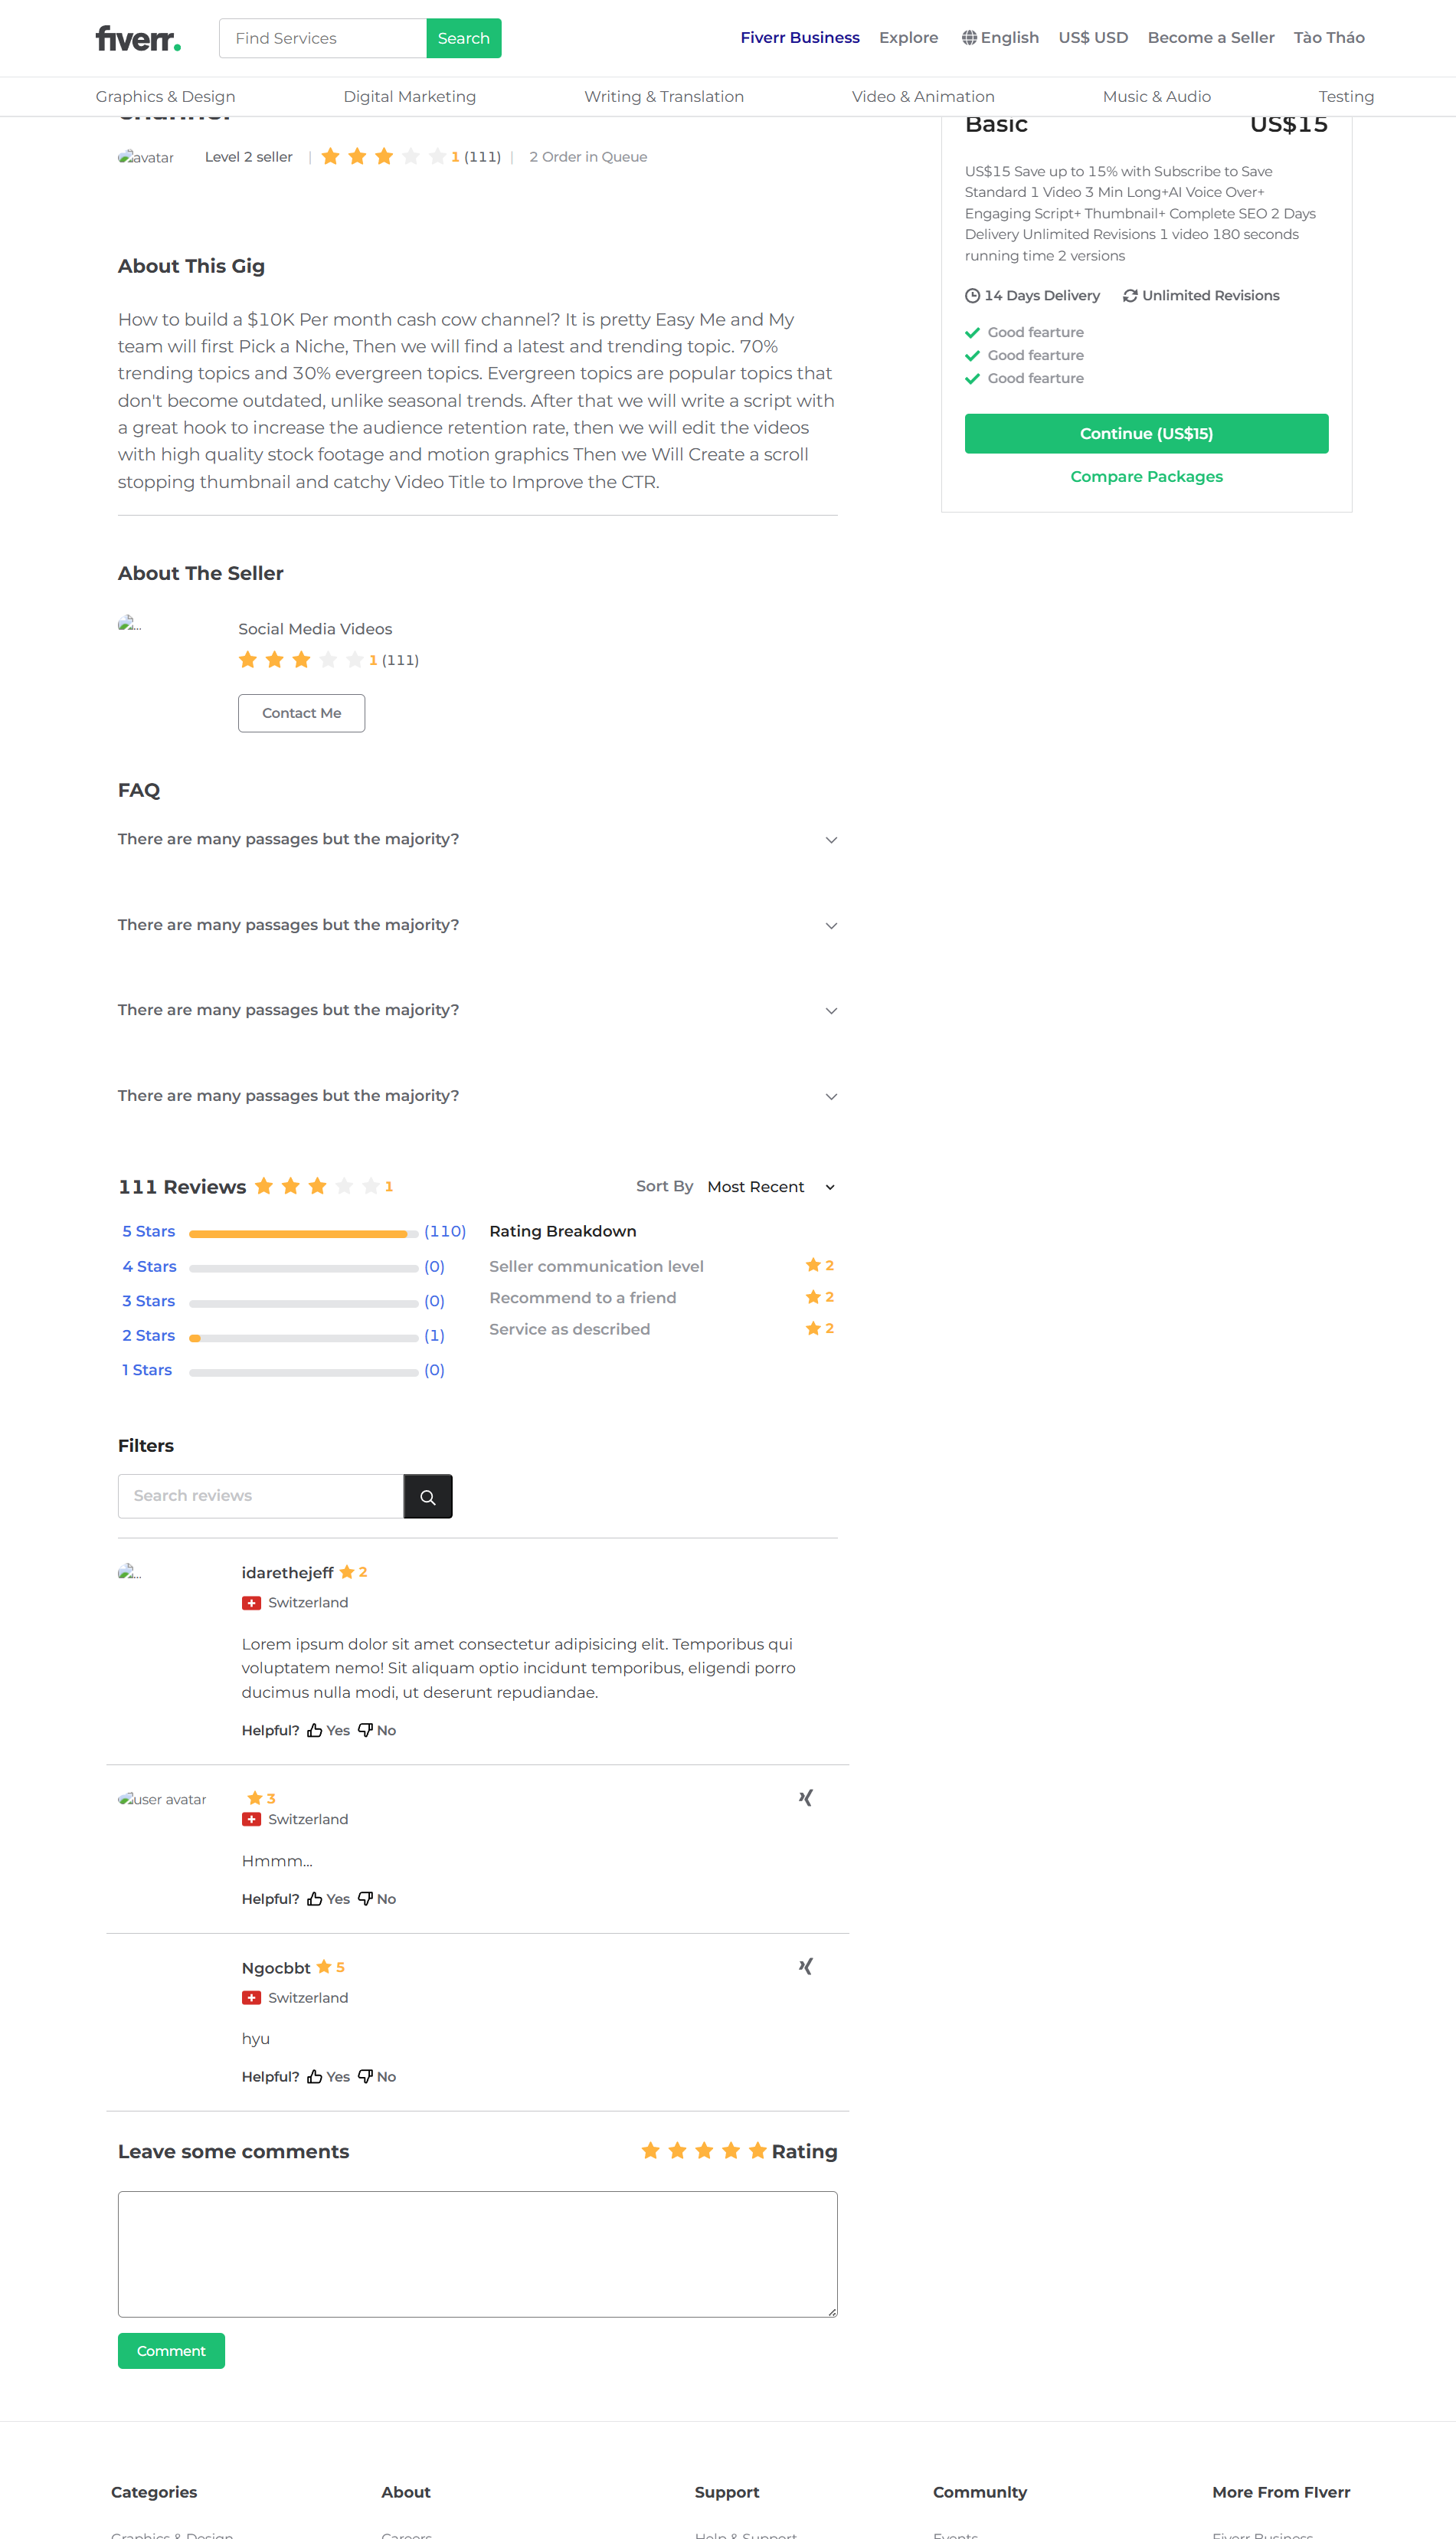 fiverr.
Find Services
Search
Fiverr Business
Explore
English
US$ USD
Become a Seller
Tào Tháo
Graphics & Design
Digital Marketing
Writing & Translation
Video & Animation
Music & Audio
Testing
channel
avatar
Level 2 seller | 1 (111) | 2 Order in Queue
About This Gig
How to build a $10K Per month cash cow channel? It is pretty Easy Me and My
team will first Pick a Niche, Then we will find a latest and trending topic. 70%
trending topics and 30% evergreen topics. Evergreen topics are popular topics that
don't become outdated, unlike seasonal trends. After that we will write a script with
a great hook to increase the audience retention rate, then we will edit the videos
with high quality stock footage and motion graphics Then we Will Create a scroll
stopping thumbnail and catchy Video Title to Improve the CTR.
Basic US$15
US$15 Save up to 15% with Subscribe to Save
Standard 1 Video 3 Min Long+AI Voice Over+
Engaging Script+ Thumbnail+ Complete SEO 2 Days
Delivery Unlimited Revisions 1 video 180 seconds
running time 2 versions
14 Days Delivery Unlimited Revisions
Good fearture
Good fearture
Good fearture
Continue (US$15)
Compare Packages
About The Seller
...
Social Media Videos
1 (111)
Contact Me
FAQ
There are many passages but the majority?
There are many passages but the majority?
There are many passages but the majority?
There are many passages but the majority?
111 Reviews 1
Sort By Most Recent
5 Stars (110)
4 Stars (0)
3 Stars (0)
2 Stars (1)
1 Stars (0)
Rating Breakdown
Seller communication level 2
Recommend to a friend 2
Service as described 2
Filters
Search reviews
...
idarethejeff 2
Switzerland
Lorem ipsum dolor sit amet consectetur adipisicing elit. Temporibus qui
voluptatem nemo! Sit aliquam optio incidunt temporibus, eligendi porro
ducimus nulla modi, ut deserunt repudiandae.
Helpful? Yes No
user avatar
3
Switzerland
Hmmm...
Helpful? Yes No
Ngocbbt 5
Switzerland
hyu
Helpful? Yes No
Leave some comments
Rating
Comment
Categories
About
Support
CommunIty
More From FIverr
Graphics & Design
Careers
Help & Support
Events
Fiverr Business